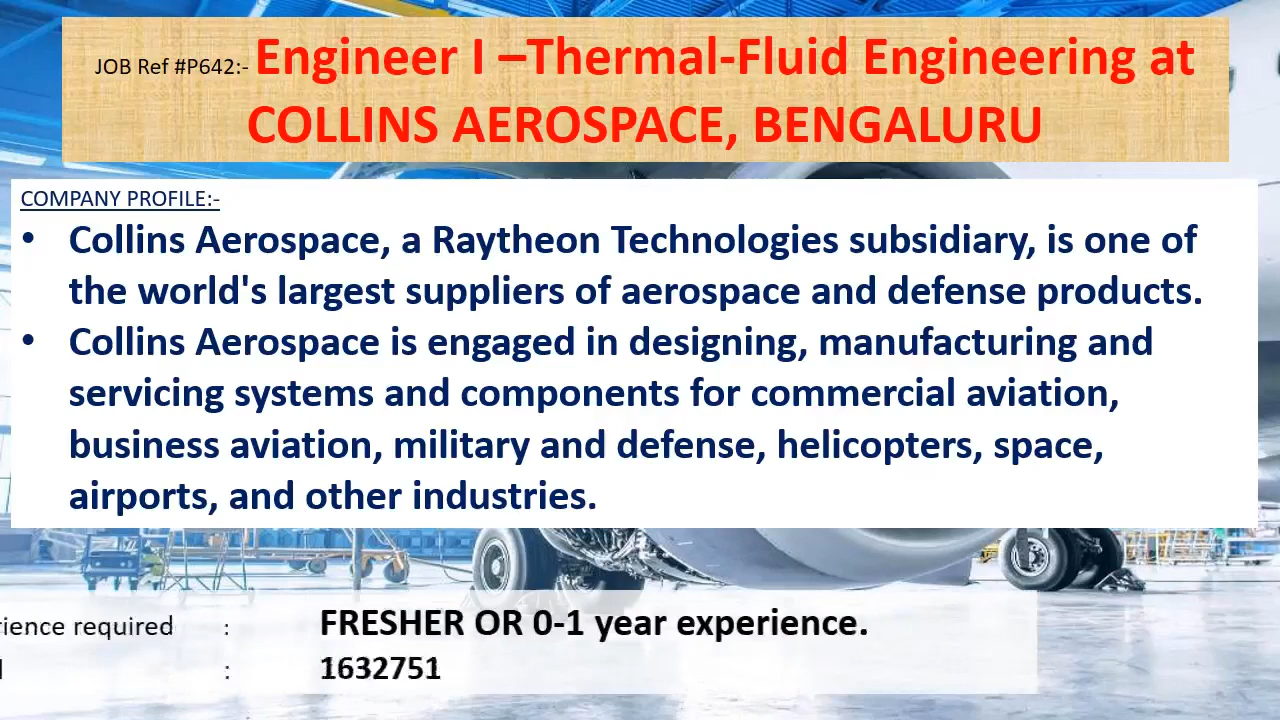 JOB Ref #P642:- Engineer I –Thermal-Fluid Engineering at
COLLINS AEROSPACE, BENGALURU
COMPANY PROFILE:-
• Collins Aerospace, a Raytheon Technologies subsidiary, is one of
the world's largest suppliers of aerospace and defense products.
• Collins Aerospace is engaged in designing, manufacturing and
servicing systems and components for commercial aviation,
business aviation, military and defense, helicopters, space,
airports, and other industries.
rience required : FRESHER OR 0-1 year experience.
: 1632751